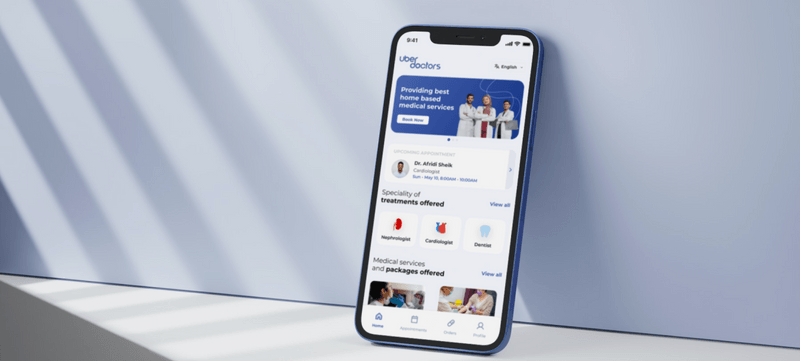 9:41
uber
doctors
English
Providing best
home based
medical services
Book Now
UPCOMING APPOINTMENT
Dr. Afridi Sheik
Cardiologist
Sun - May 15, 8:00AM - 10:00AM
Speciality of
treatments offered
View all
Nephrologist
Cardiologist
Dentist
Medical services
and packages offered
View all
Home
Appointments
Orders
Profile